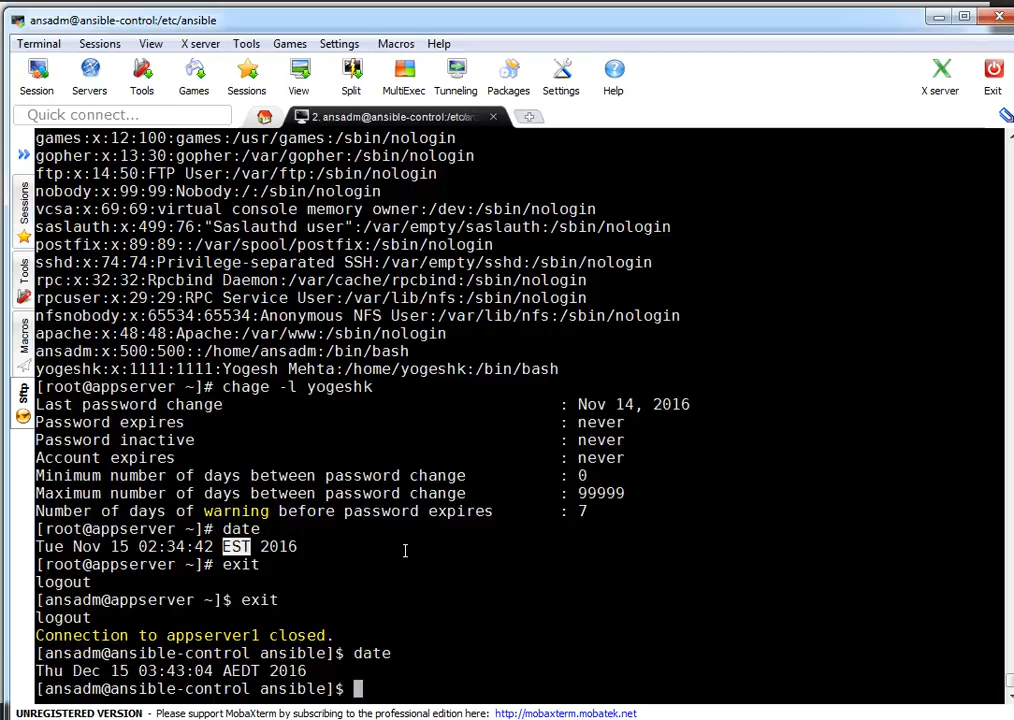 ansadm@ansible-control:/etc/ansible
Terminal Sessions View X server Tools Games Settings Macros Help
Session Servers Tools Games Sessions View Split MultiExec Tunneling Packages Settings Help X server Exit
Quick connect...
2. ansadm@ansible-control:/etc/an
Sessions
Tools
Macros
Sftp
games:x:12:100:games:/usr/games:/sbin/nologin
gopher:x:13:30:gopher:/var/gopher:/sbin/nologin
ftp:x:14:50:FTP User:/var/ftp:/sbin/nologin
nobody:x:99:99:Nobody:/:/sbin/nologin
vcsa:x:69:69:virtual console memory owner:/dev:/sbin/nologin
saslauth:x:499:76:"Saslauthd user":/var/empty/saslauth:/sbin/nologin
postfix:x:89:89::/var/spool/postfix:/sbin/nologin
sshd:x:74:74:Privilege-separated SSH:/var/empty/sshd:/sbin/nologin
rpc:x:32:32:Rpcbind Daemon:/var/cache/rpcbind:/sbin/nologin
rpcuser:x:29:29:RPC Service User:/var/lib/nfs:/sbin/nologin
nfsnobody:x:65534:65534:Anonymous NFS User:/var/lib/nfs:/sbin/nologin
apache:x:48:48:Apache:/var/www:/sbin/nologin
ansadm:x:500:500::/home/ansadm:/bin/bash
yogeshk:x:1111:1111:Yogesh Mehta:/home/yogeshk:/bin/bash
[root@appserver ~]# chage -l yogeshk
Last password change : Nov 14, 2016
Password expires : never
Password inactive : never
Account expires : never
Minimum number of days between password change : 0
Maximum number of days between password change : 99999
Number of days of warning before password expires : 7
[root@appserver ~]# date
Tue Nov 15 02:34:42 EST 2016
[root@appserver ~]# exit
logout
[ansadm@appserver ~]$ exit
logout
Connection to appserver1 closed.
[ansadm@ansible-control ansible]$ date
Thu Dec 15 03:43:04 AEDT 2016
[ansadm@ansible-control ansible]$
UNREGISTERED VERSION - Please support MobaXterm by subscribing to the professional edition here: http://mobaxterm.mobatek.net